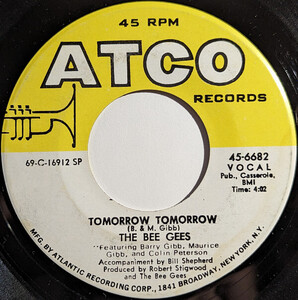 45 RPM
ATCO
RECORDS
69-C-16912 SP
45-6682
VOCAL
Pub., Casserole,
BMI
Time: 4:02
TOMORROW TOMORROW
(B. & M. Gibb)
THE BEE GEES
"Featuring Barry Gibb, Maurice
Gibb, and Colin Peterson
Accompaniment by Bill Shepherd
Produced by Robert Stigwood
and The Bee Gees
MFG. BY ATLANTIC RECORDING CORP., 1841 BROADWAY, NEW YORK, N.Y.